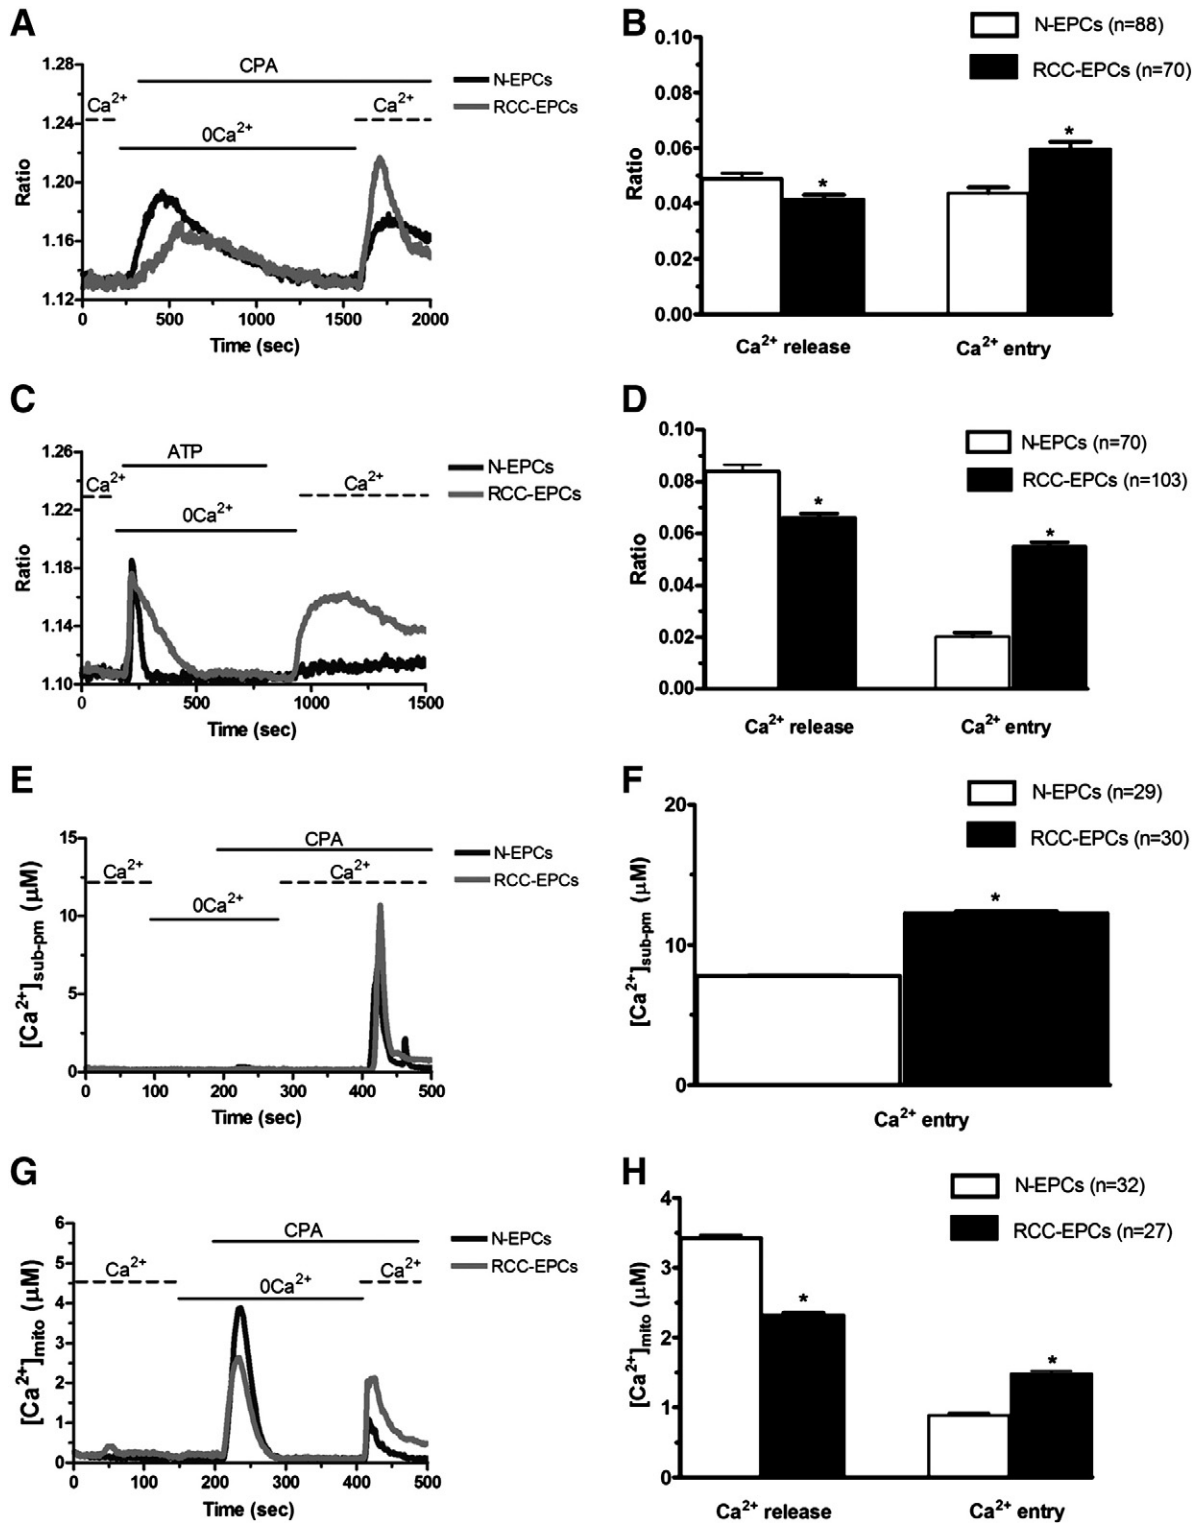 A
1.28
1.24
1.20
1.16
1.12
Ratio
CPA
Ca2+
0Ca2+
Ca2+
N-EPCs
RCC-EPCs
0
500
1000
1500
2000
Time (sec)
B
N-EPCs (n=88)
RCC-EPCs (n=70)
0.10
0.08
0.06
0.04
0.02
0.00
Ratio
*
*
Ca2+ release
Ca2+ entry
C
1.26
1.22
1.18
1.14
1.10
Ratio
ATP
Ca2+
0Ca2+
Ca2+
N-EPCs
RCC-EPCs
0
500
1000
1500
Time (sec)
D
N-EPCs (n=70)
RCC-EPCs (n=103)
0.10
0.08
0.06
0.04
0.02
0.00
Ratio
*
*
Ca2+ release
Ca2+ entry
E
15
10
5
0
[Ca2+]sub-pm (μM)
CPA
Ca2+
0Ca2+
Ca2+
N-EPCs
RCC-EPCs
0
100
200
300
400
500
Time (sec)
F
N-EPCs (n=29)
RCC-EPCs (n=30)
20
10
0
[Ca2+]sub-pm (μM)
*
Ca2+ entry
G
6
5
4
3
2
1
0
[Ca2+]mito (μM)
CPA
Ca2+
0Ca2+
Ca2+
N-EPCs
RCC-EPCs
0
100
200
300
400
500
Time (sec)
H
N-EPCs (n=32)
RCC-EPCs (n=27)
4
3
2
1
0
[Ca2+]mito (μM)
*
*
Ca2+ release
Ca2+ entry